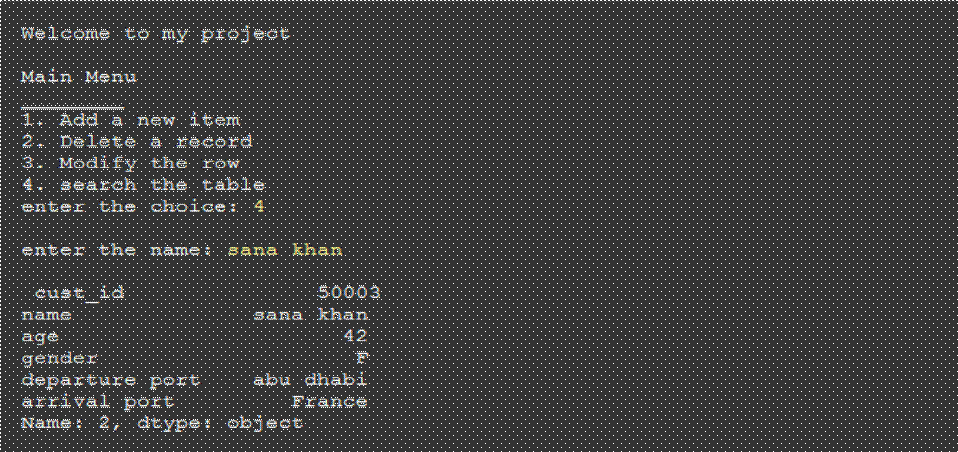 Welcome to my project
Main Menu
__________
1. Add a new item
2. Delete a record
3. Modify the row
4. search the table
enter the choice: 4
enter the name: sana khan
cust_id 50003
name sana khan
age 42
gender F
departure port abu dhabi
arrival port France
Name: 2, dtype: object